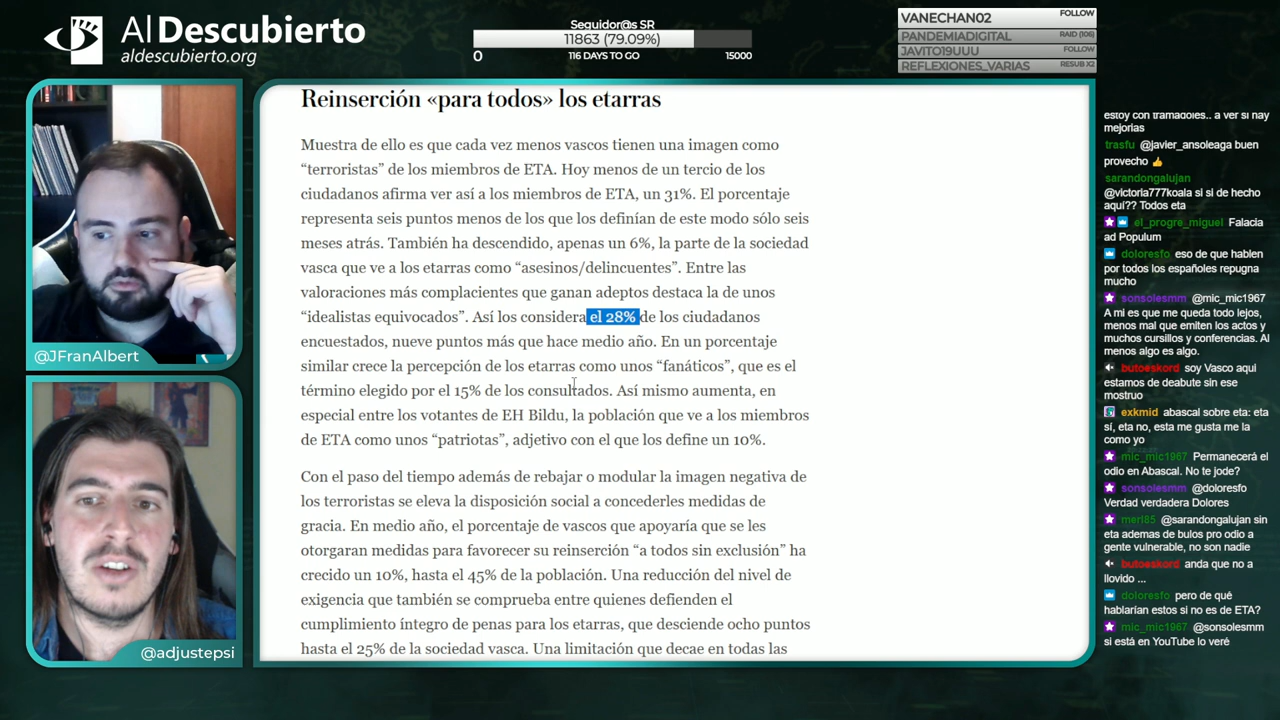 Al Descubierto
aldescubierto.org
Seguidor@s SR
11863 (79.09%)
0
116 DAYS TO GO
15000
VANECHAN02
FOLLOW
PANDEMIADIGITAL
RAID (106)
JAVITO19UUU
FOLLOW
REFLEXIONES_VARIAS
RESUB X2
@JFranAlbert
@adjustepsi
Reinserción «para todos» los etarras
Muestra de ello es que cada vez menos vascos tienen una imagen como
“terroristas” de los miembros de ETA. Hoy menos de un tercio de los
ciudadanos afirma ver así a los miembros de ETA, un 31%. El porcentaje
representa seis puntos menos de los que los definían de este modo sólo seis
meses atrás. También ha descendido, apenas un 6%, la parte de la sociedad
vasca que ve a los etarras como “asesinos/delincuentes”. Entre las
valoraciones más complacientes que ganan adeptos destaca la de unos
“idealistas equivocados”. Así los considera el 28% de los ciudadanos
encuestados, nueve puntos más que hace medio año. En un porcentaje
similar crece la percepción de los etarras como unos “fanáticos”, que es el
término elegido por el 15% de los consultados. Así mismo aumenta, en
especial entre los votantes de EH Bildu, la población que ve a los miembros
de ETA como unos “patriotas”, adjetivo con el que los define un 10%.
Con el paso del tiempo además de rebajar o modular la imagen negativa de
los terroristas se eleva la disposición social a concederles medidas de
gracia. En medio año, el porcentaje de vascos que apoyaría que se les
otorgaran medidas para favorecer su reinserción “a todos sin exclusión” ha
crecido un 10%, hasta el 45% de la población. Una reducción del nivel de
exigencia que también se comprueba entre quienes defienden el
cumplimiento íntegro de penas para los etarras, que desciende ocho puntos
hasta el 25% de la sociedad vasca. Una limitación que decae en todas las
estoy con tramadoles.. a ver si hay
mejorias
trasfu @javier_ansoleaga buen
provecho 👍
sarandongalujan
@victoria777koala si si de hecho
aquí?? Todos eta
el_progre_miguel Falacia
ad Populum
doloresfo eso de que hablen
por todos los españoles repugna
mucho
sonsolesmm @mic_mic1967
A mi es que me queda todo lejos,
menos mal que emiten los actos y
muchos cursillos y conferencias. Al
menos algo es algo.
butoeskord soy Vasco aqui
estamos de deabute sin ese
mostruo
exkmid abascal sobre eta: eta
sí, eta no, esta me gusta me la
como yo
mic_mic1967 Permanecerá el
odio en Abascal. No te jode?
sonsolesmm @doloresfo
Verdad verdadera Dolores
merl85 @sarandongalujan sin
eta ademas de bulos pro odio a
gente vulnerable, no son nadie
butoeskord anda que no a
llovido ...
doloresfo pero de qué
hablarían estos si no es de ETA?
mic_mic1967 @sonsolesmm
si está en YouTube lo veré